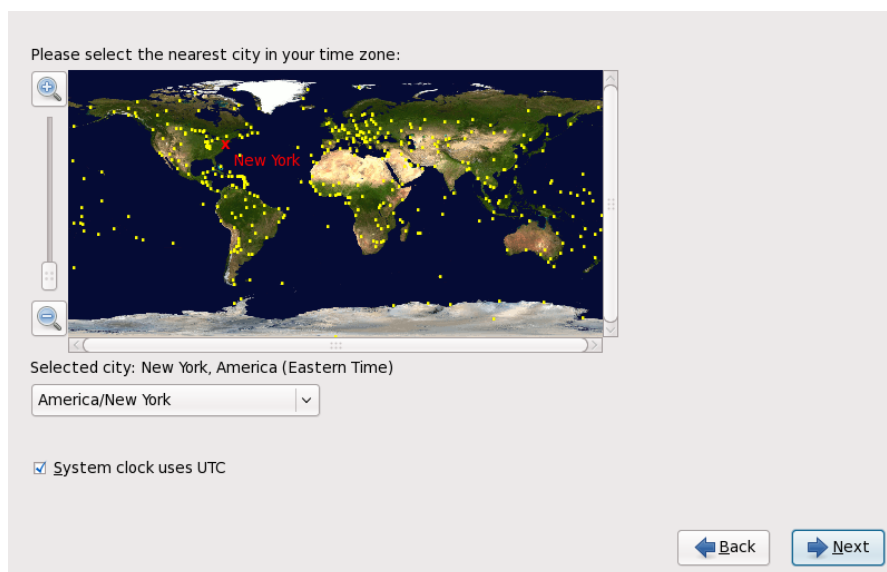 Please select the nearest city in your time zone:
New York
Selected city: New York, America (Eastern Time)
America/New York
System clock uses UTC
Back
Next